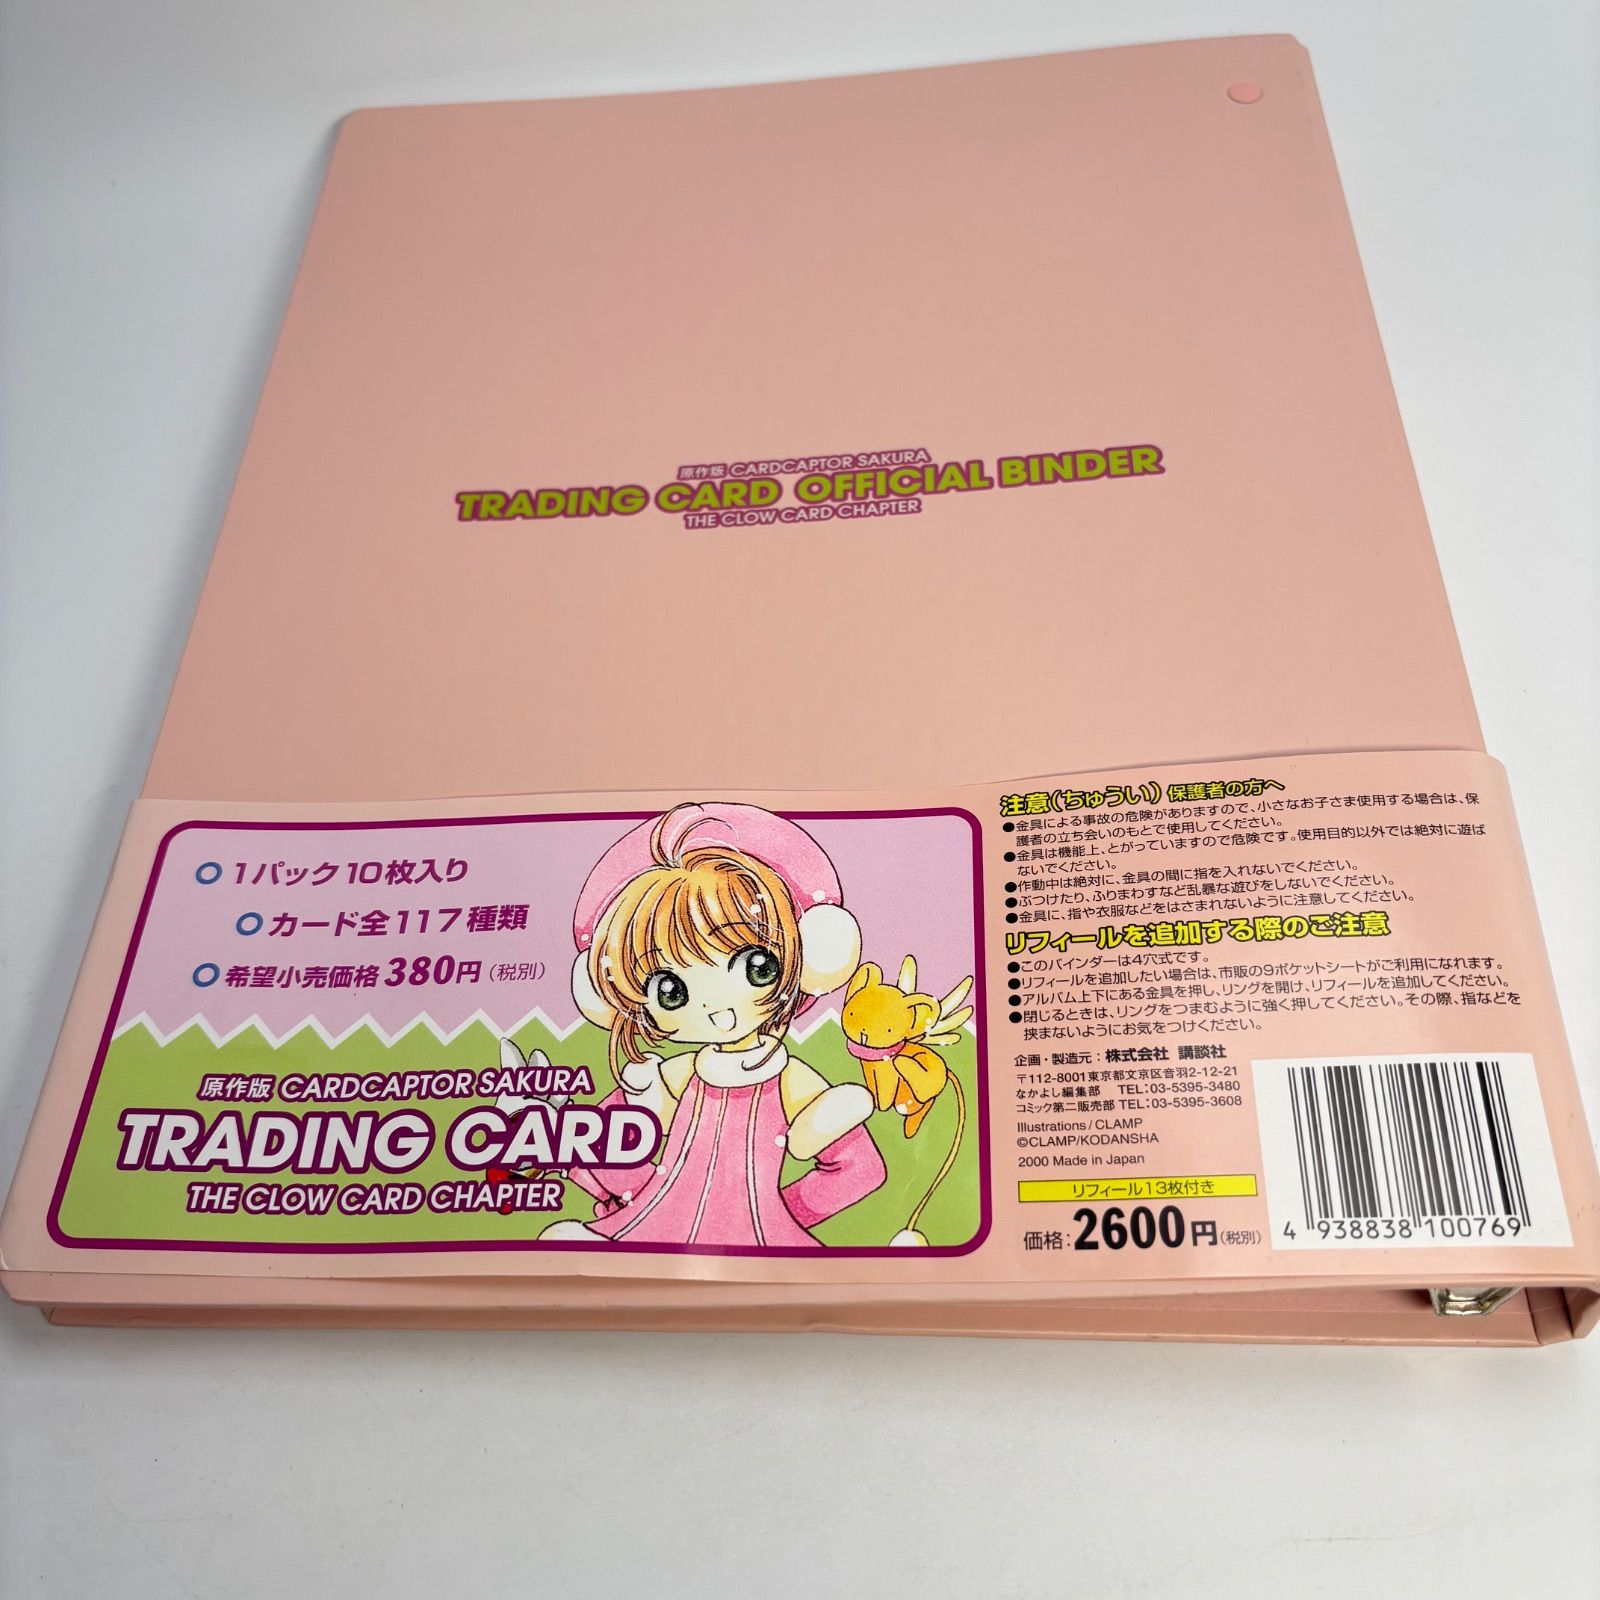 原作版 CARDCAPTOR SAKURA
TRADING CARD OFFICIAL BINDER
THE CLOW CARD CHAPTER
1パック10枚入り
カード全117種類
希望小売価格380円(税別)
原作版 CARDCAPTOR SAKURA
TRADING CARD
THE CLOW CARD CHAPTER
注意(ちゅうい)保護者の方へ
●金具による事故の危険がありますので、小さなお子さま使用する場合は、保
護者の立ち会いのもとで使用してください。
●金具は機能上、とがっていますので危険です。使用目的以外では絶対に遊ば
ないでください。
●作動中は絶対に、金具の間に指を入れないでください。
●ぶつけたり、ふりまわすなど乱暴な遊びをしないでください。
●金具に、指や衣服などをはさまれないように注意してください。
リフィールを追加する際のご注意
●このバインダーは4穴式です。
●リフィールを追加したい場合は、市販の9ポケットシートがご利用になれます。
●アルバム上下にある金具を押し、リングを開け、リフィールを追加してください。
●閉じるときは、リングをつまむように強く押してください。その際、指などを
挟まないようにお気をつけください。
企画・製造元:株式会社 講談社
〒112-8001東京都文京区音羽2-12-21
なかよし編集部 TEL:03-5395-3480
コミック第二販売部 TEL:03-5395-3608
Illustrations/CLAMP
©CLAMP/KODANSHA
2000 Made in Japan
リフィール13枚付き
価格:2600円(税別)
4 938838 100769